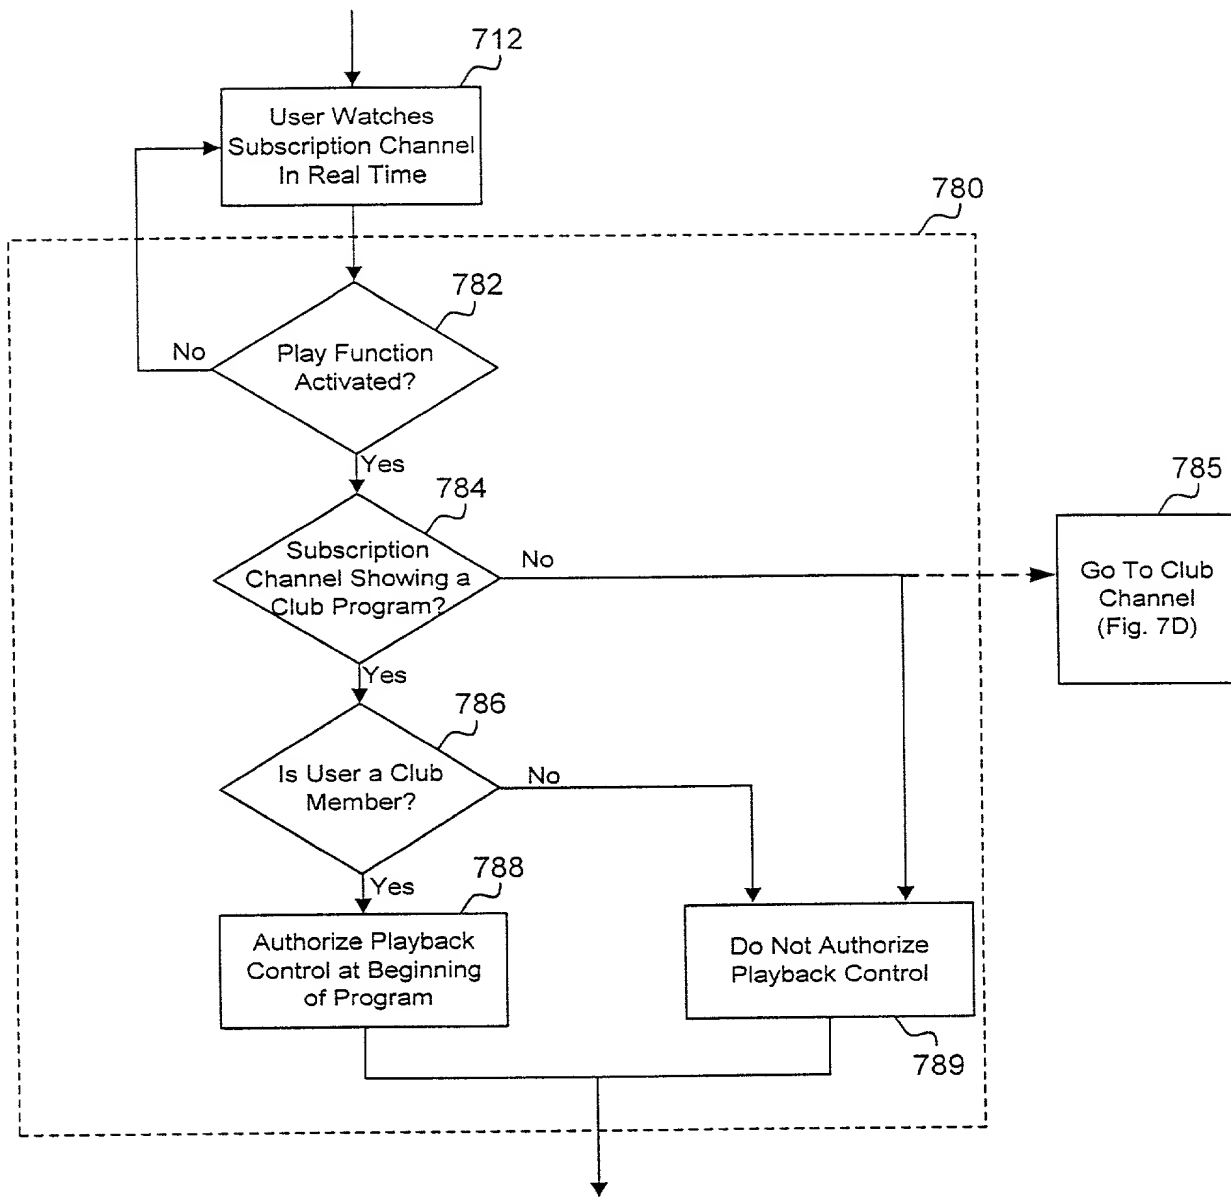 712
User Watches
Subscription Channel
In Real Time
780
782
Play Function
Activated?
No
Yes
784
Subscription
Channel Showing a
Club Program?
No
785
Go To Club
Channel
(Fig. 7D)
Yes
786
Is User a Club
Member?
No
Yes
788
Authorize Playback
Control at Beginning
of Program
Do Not Authorize
Playback Control
789